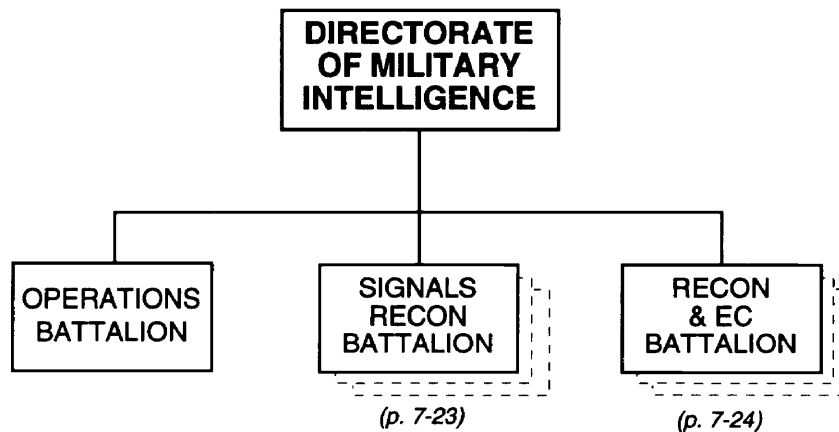 DIRECTORATE
OF MILITARY
INTELLIGENCE
OPERATIONS
BATTALION
SIGNALS
RECON
BATTALION
(p. 7-23)
RECON
& EC
BATTALION
(p. 7-24)